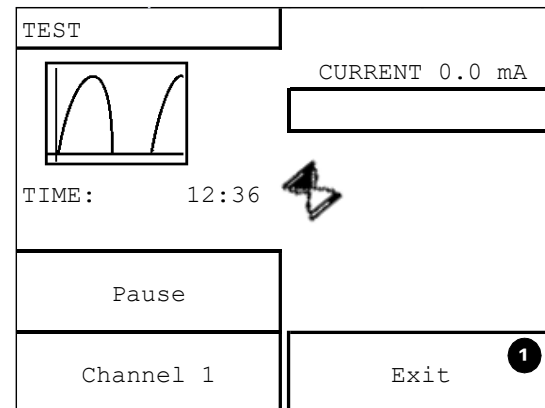 TEST
CURRENT 0.0 mA
TIME: 12:36
Pause
Channel 1
Exit
1